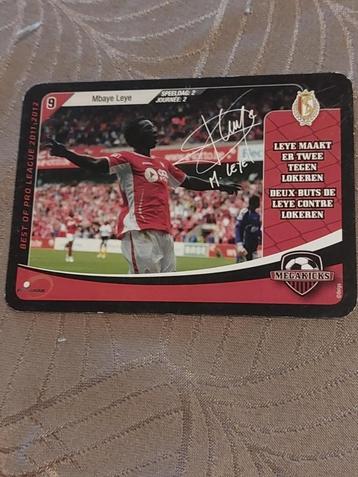 9
Mbaye Leye
SPEELDAG: 2
JOURNÉE: 2
BEST OF PRO LEAGUE 2011-2012
M. LEYE
LEYE MAAKT
ER TWEE
TEGEN
LOKEREN
DEUX BUTS DE
LEYE CONTRE
LOKEREN
MEGAKICKS